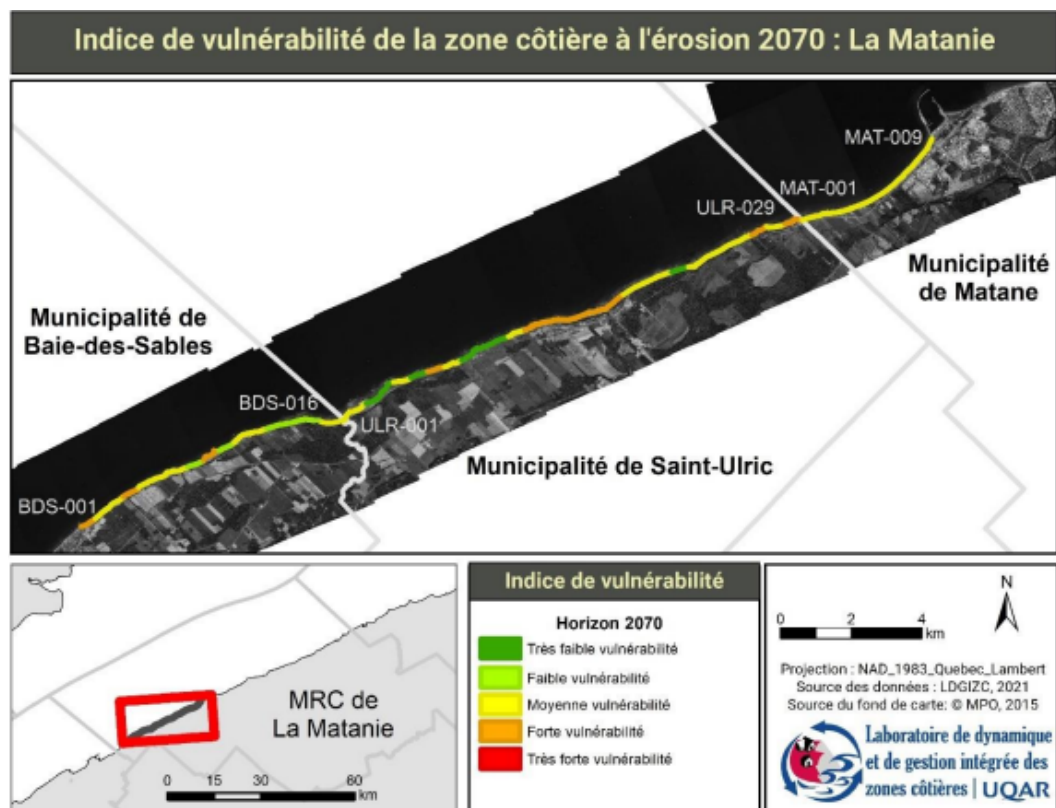 Indice de vulnérabilité de la zone côtière à l'érosion 2070 : La Matanie
MAT-009
MAT-001
ULR-029
Municipalité
de Matane
Municipalité de
Baie-des-Sables
BDS-016
ULR-001
Municipalité de Saint-Ulric
BDS-001
MRC de
La Matanie
0 15 30 60
km
Indice de vulnérabilité
Horizon 2070
Très faible vulnérabilité
Faible vulnérabilité
Moyenne vulnérabilité
Forte vulnérabilité
Très forte vulnérabilité
N
0 2 4
km
Projection : NAD_1983_Quebec_Lambert
Source des données : LDGIZC, 2021
Source du fond de carte: © MPO, 2015
Laboratoire de dynamique
et de gestion intégrée des
zones côtières | UQAR